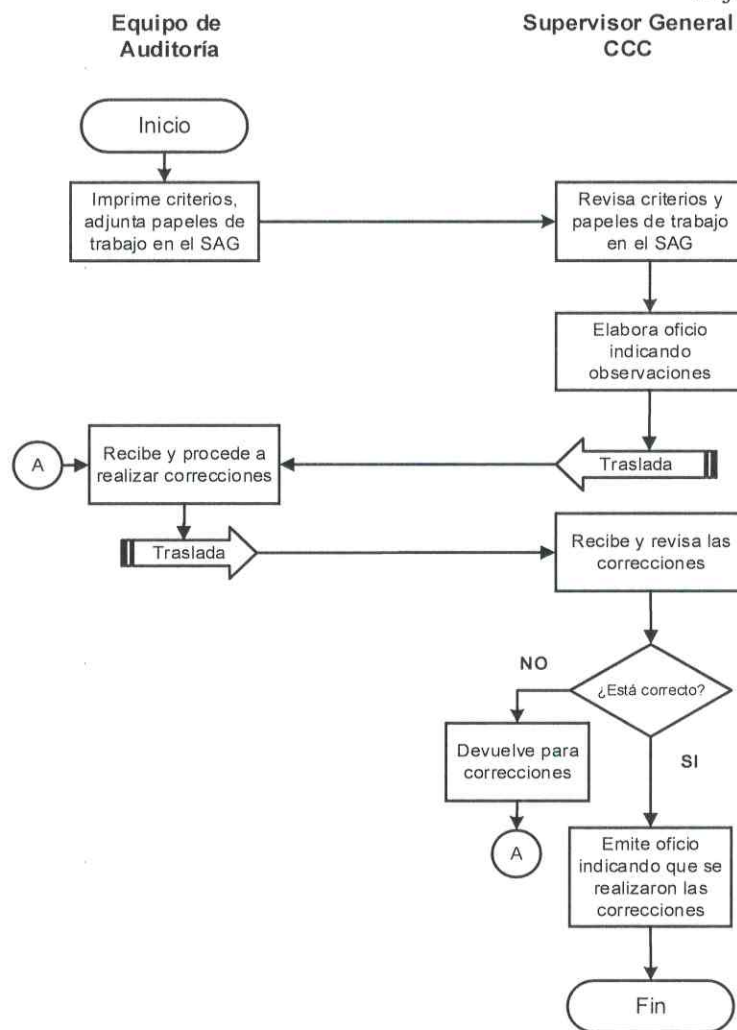 Equipo de
Auditoría
Supervisor General
CCC
Inicio
Imprime criterios,
adjunta papeles de
trabajo en el SAG
Revisa criterios y
papeles de trabajo
en el SAG
Elabora oficio
indicando
observaciones
A
Recibe y procede a
realizar correcciones
Traslada
Traslada
Recibe y revisa las
correcciones
NO
¿Está correcto?
Devuelve para
correcciones
SI
A
Emite oficio
indicando que se
realizaron las
correcciones
Fin